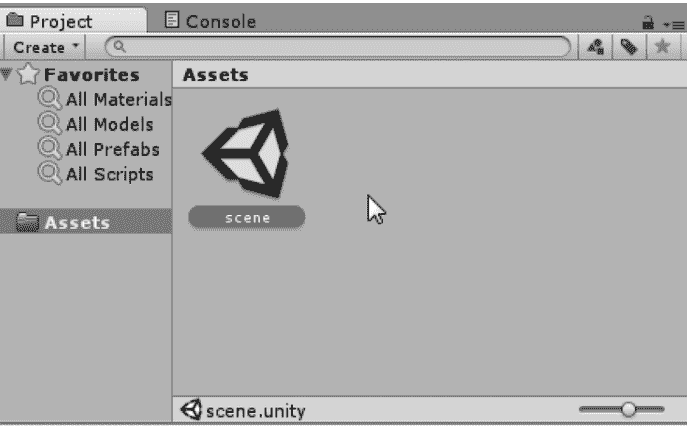 Project
Console
Create
Favorites
All Materials
All Models
All Prefabs
All Scripts
Assets
Assets
scene
scene.unity